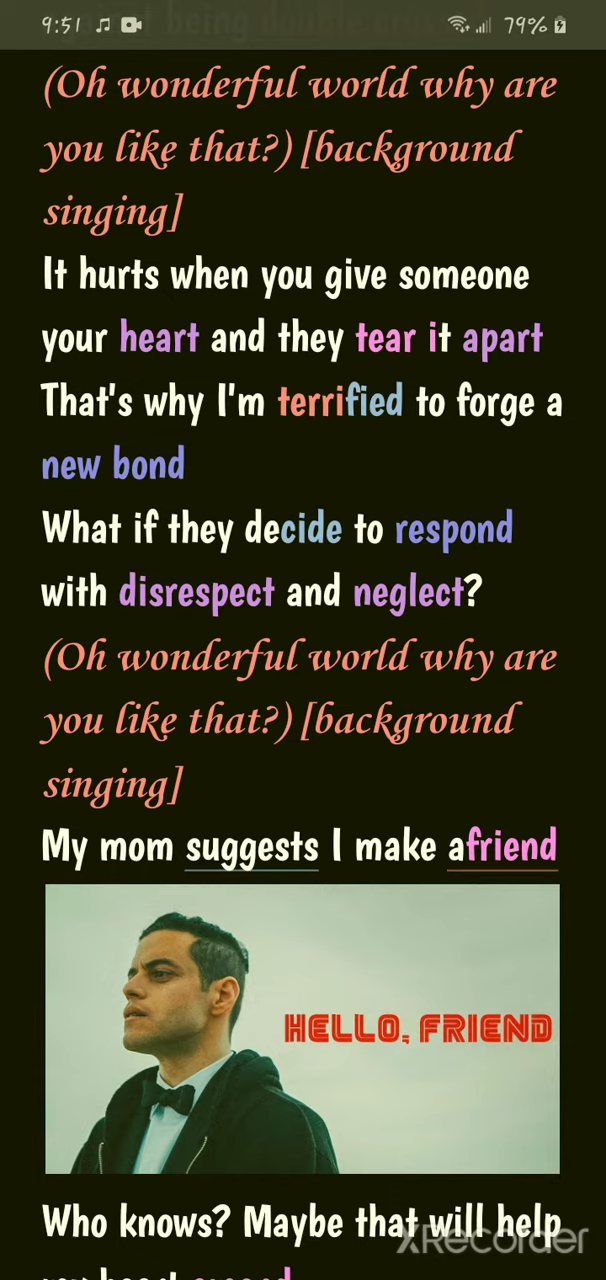 9:51
79%
(Oh wonderful world why are
you like that?) [background
singing]
It hurts when you give someone
your heart and they tear it apart
That's why I'm terrified to forge a
new bond
What if they decide to respond
with disrespect and neglect?
(Oh wonderful world why are
you like that?) [background
singing]
My mom suggests I make afriend
HELLO, FRIEND
Who knows? Maybe that will help
XRecorder